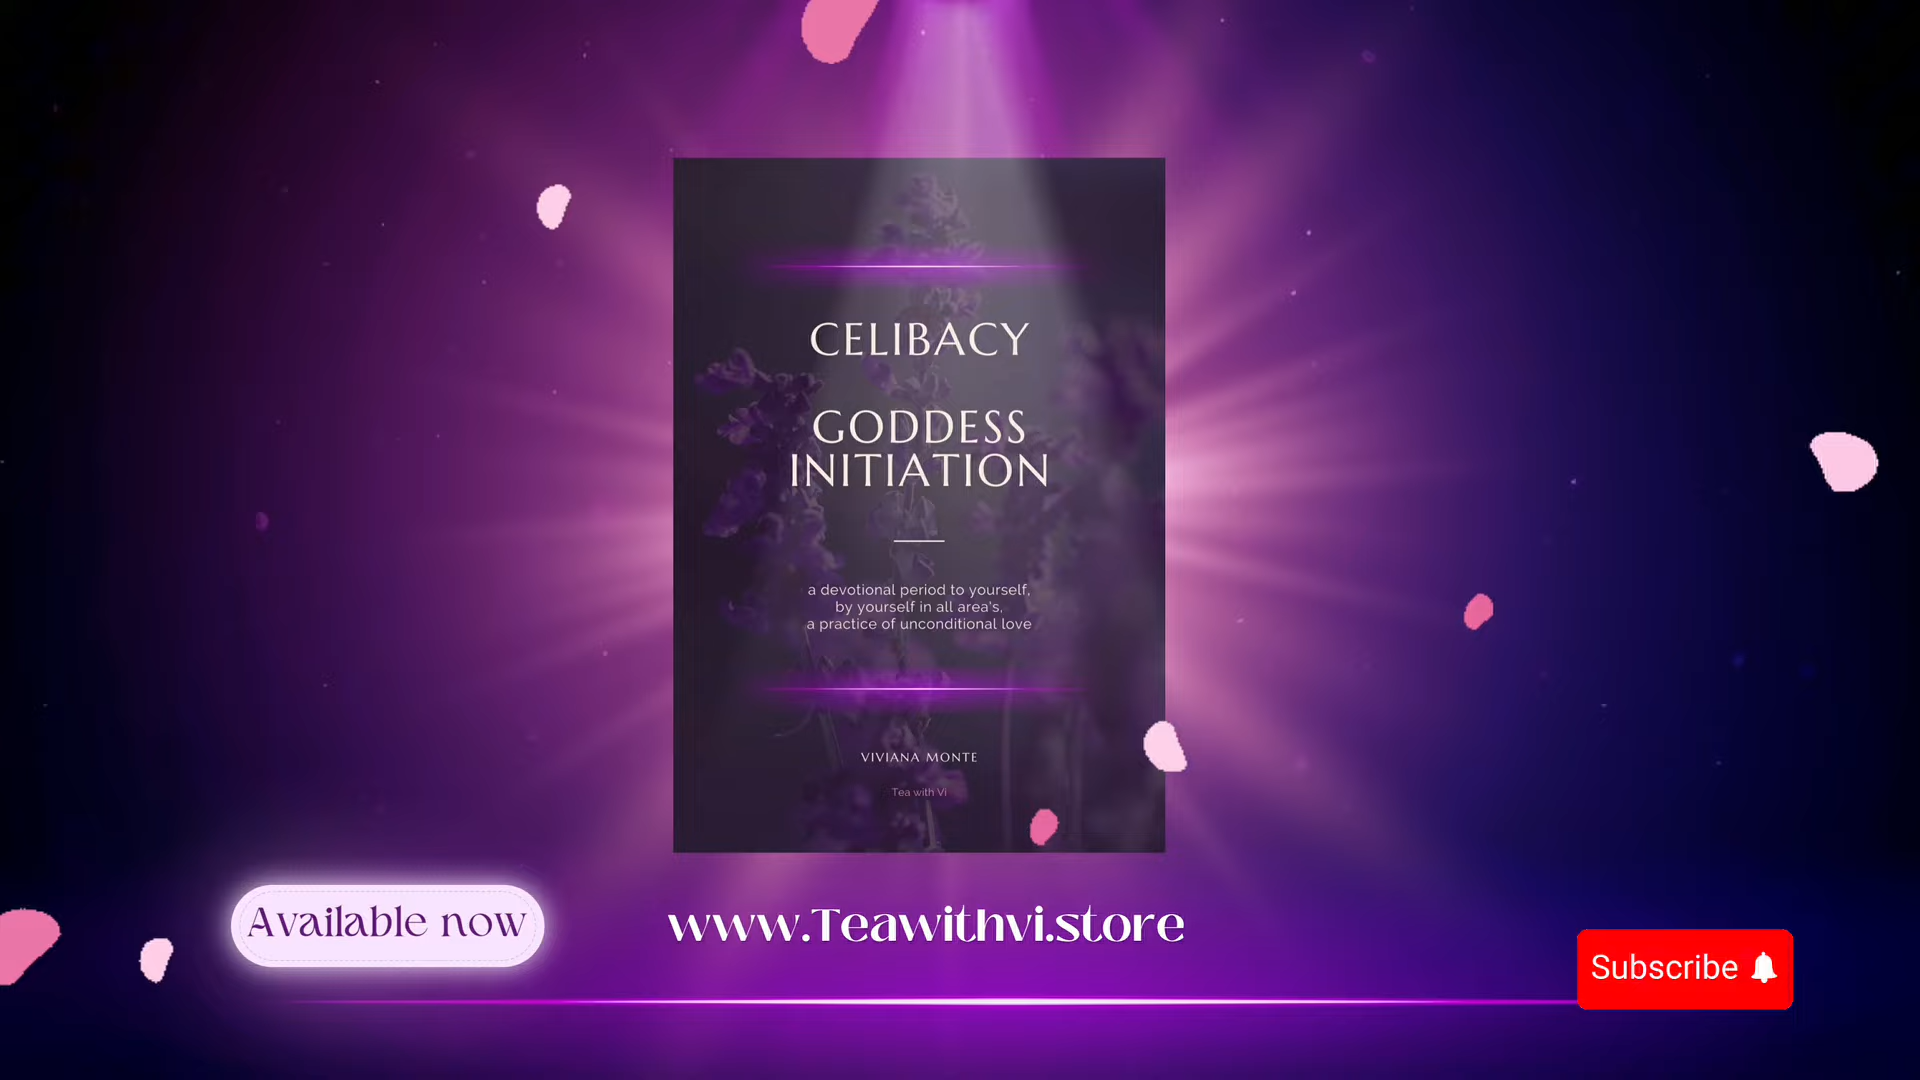 CELIBACY
GODDESS
INITIATION
a devotional period to yourself,
by yourself in all area's,
a practice of unconditional love
VIVIANA MONTE
Tea with Vi
Available now
www.Teawithvi.store
Subscribe